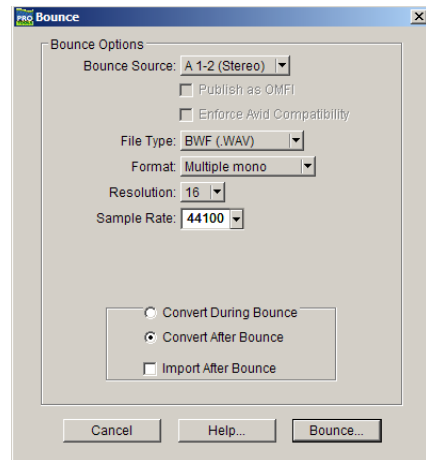 PRO Bounce
Bounce Options
Bounce Source: A 1-2 (Stereo)
Publish as OMFI
Enforce Avid Compatibility
File Type: BWF (.WAV)
Format: Multiple mono
Resolution: 16
Sample Rate: 44100
Convert During Bounce
Convert After Bounce
Import After Bounce
Cancel Help... Bounce...